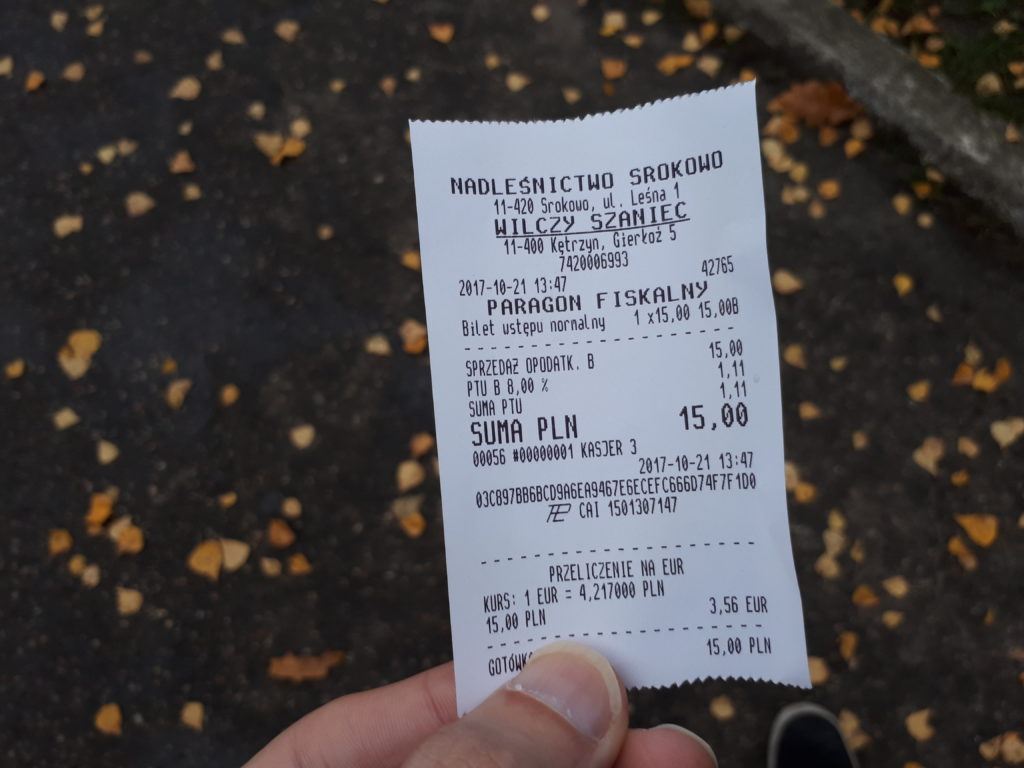 NADLEŚNICTWO SROKOWO
11-420 Srokowo, ul. Leśna 1
WILCZY SZANIEC
11-400 Kętrzyn, Gierłoż 5
7420006993
2017-10-21 13:47 42765
PARAGON FISKALNY
Bilet wstępu normalny 1 x15,00 15,00B
SPRZEDAŻ OPODATK. B 15,00
PTU B 8,00 % 1,11
SUMA PTU 1,11
SUMA PLN 15,00
00056 #00000001 KASJER 3
2017-10-21 13:47
03C897BB6BCD9A6EA9467E6ECEFC666D74F7F1D0
CAI 1501307147
PRZELICZENIE NA EUR
KURS: 1 EUR = 4,217000 PLN
15,00 PLN 3,56 EUR
15,00 PLN